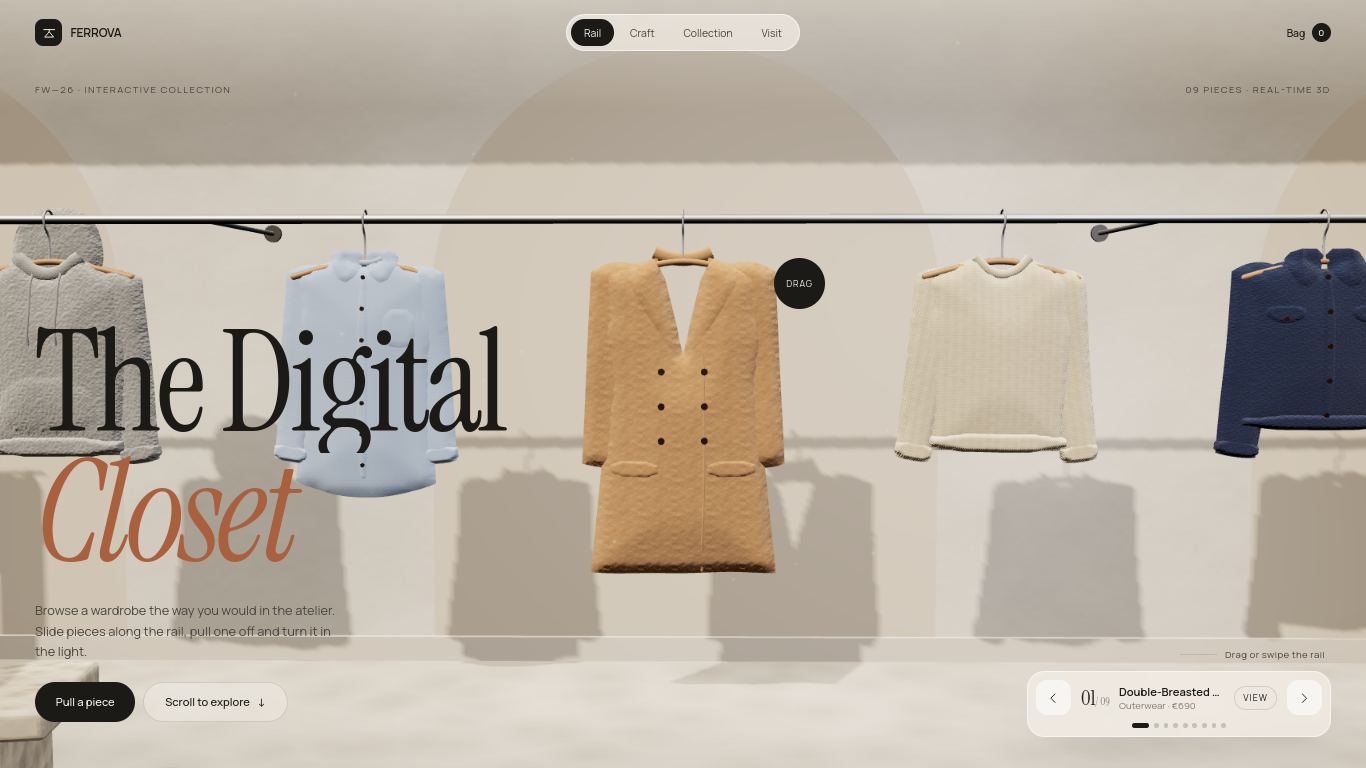 FERROVA
Rail
Craft
Collection
Visit
Bag 0
FW—26 · INTERACTIVE COLLECTION
09 PIECES · REAL-TIME 3D
DRAG
The Digital
Closet
Browse a wardrobe the way you would in the atelier.
Slide pieces along the rail, pull one off and turn it in
the light.
Pull a piece
Scroll to explore ↓
Drag or swipe the rail
01 / 09
Double-Breasted ...
Outerwear · €690
VIEW